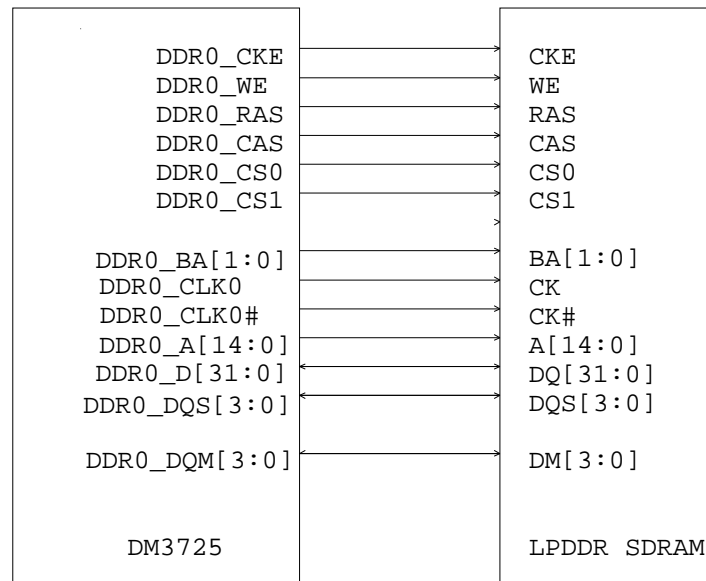 DDR0_CKE CKE
DDR0_WE WE
DDR0_RAS RAS
DDR0_CAS CAS
DDR0_CS0 CS0
DDR0_CS1 CS1
DDR0_BA[1:0] BA[1:0]
DDR0_CLK0 CK
DDR0_CLK0# CK#
DDR0_A[14:0] A[14:0]
DDR0_D[31:0] DQ[31:0]
DDR0_DQS[3:0] DQS[3:0]
DDR0_DQM[3:0] DM[3:0]
DM3725 LPDDR SDRAM